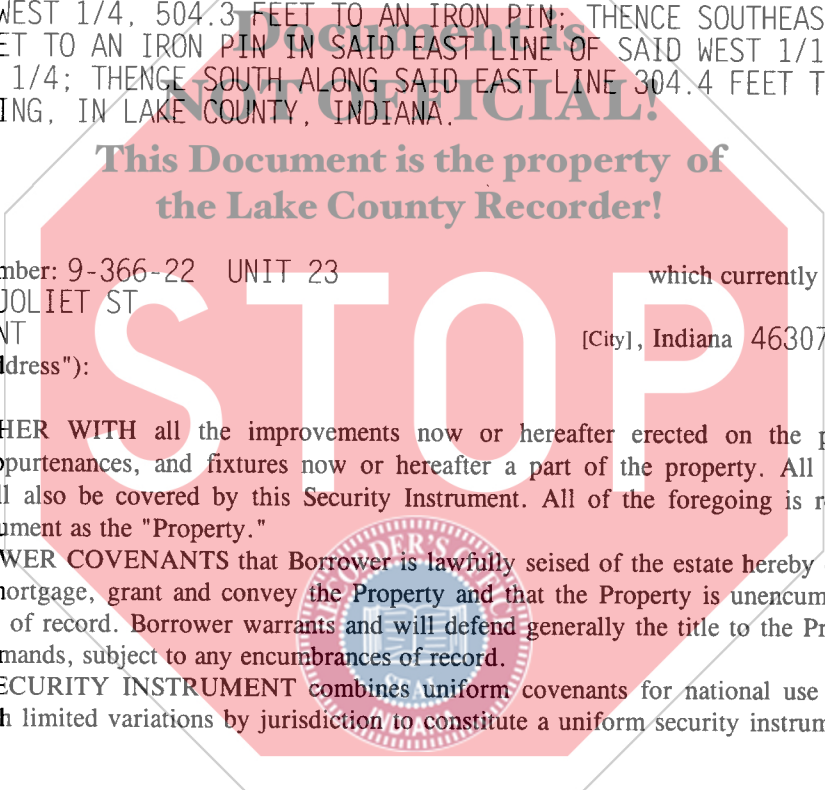 WEST 1/4, 504.3 FEET TO AN IRON PIN; THENCE SOUTHEAS
Document is
ET TO AN IRON PIN IN SAID EAST LINE OF SAID WEST 1/1
1/4; THENGE SOUTH ALONG SAID EAST LINE 304.4 FEET T
NOT OFFICIAL!
ING, IN LAKE COUNTY, INDIANA.
This Document is the property of
the Lake County Recorder!
mber: 9-366-22 UNIT 23 which currently
JOLIET ST
NT [City], Indiana 46307
ddress"):
STOP
HER WITH all the improvements now or hereafter erected on the p
ppurtenances, and fixtures now or hereafter a part of the property. All
ll also be covered by this Security Instrument. All of the foregoing is r
ument as the "Property."
WER COVENANTS that Borrower is lawfully seised of the estate hereby
mortgage, grant and convey the Property and that the Property is unencum
of record. Borrower warrants and will defend generally the title to the Pr
mands, subject to any encumbrances of record.
ECURITY INSTRUMENT combines uniform covenants for national use
h limited variations by jurisdiction to constitute a uniform security instrum
SEAL
INDIANA